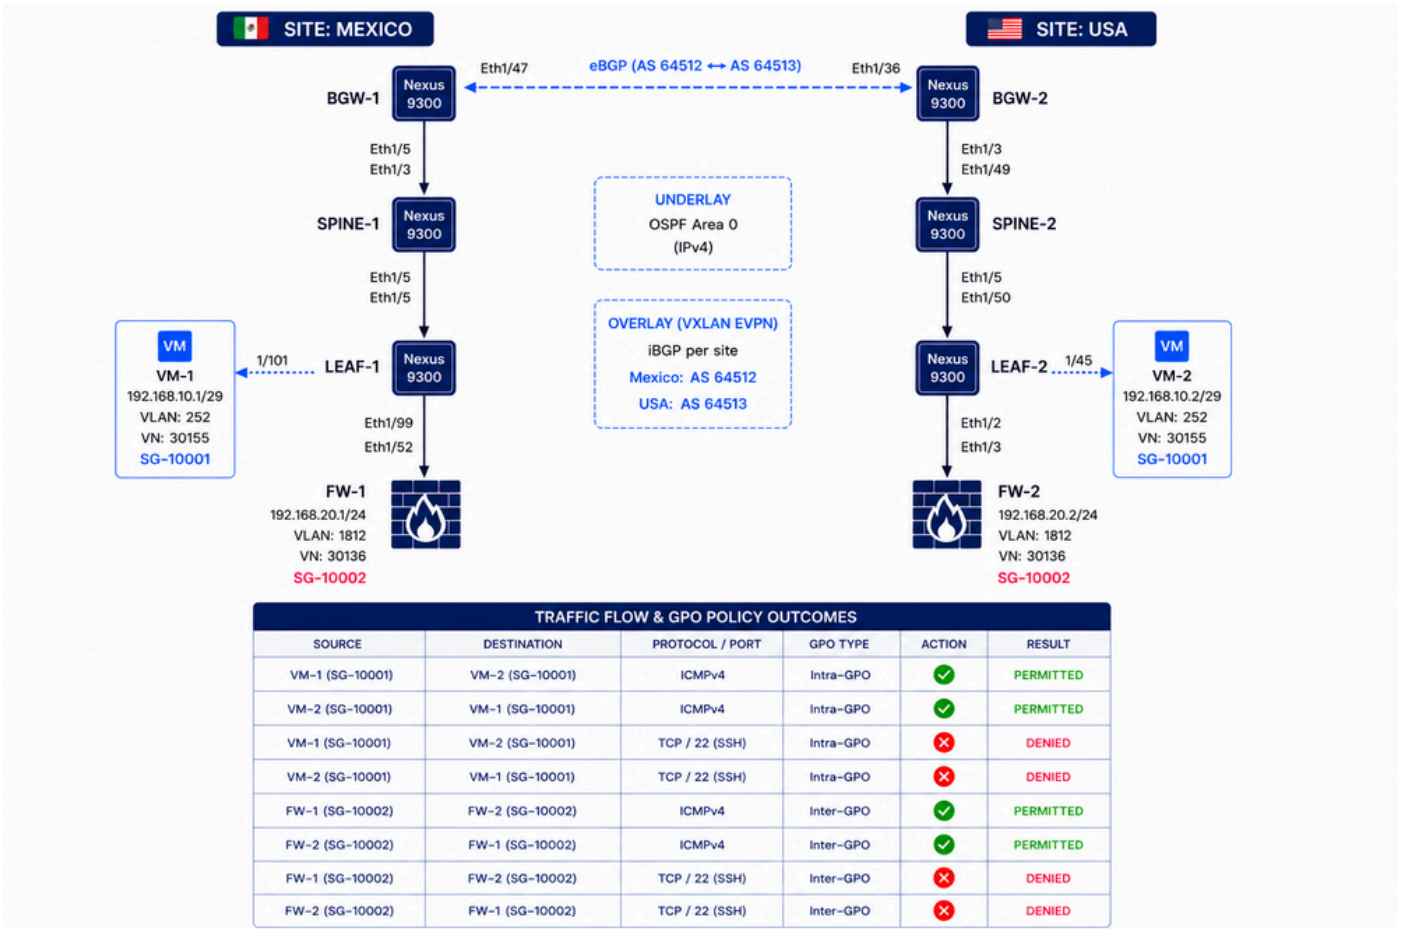 SITE: MEXICO
SITE: USA
BGW-1
Nexus
9300
Eth1/47
eBGP (AS 64512 ↔ AS 64513)
Eth1/36
Nexus
9300
BGW-2
Eth1/5
Eth1/3
Eth1/3
Eth1/49
SPINE-1
Nexus
9300
UNDERLAY
OSPF Area 0
(IPv4)
Nexus
9300
SPINE-2
Eth1/5
Eth1/5
Eth1/5
Eth1/50
OVERLAY (VXLAN EVPN)
iBGP per site
Mexico: AS 64512
USA: AS 64513
VM
VM-1
192.168.10.1/29
VLAN: 252
VN: 30155
SG-10001
1/101
LEAF-1
Nexus
9300
Nexus
9300
LEAF-2
1/45
VM
VM-2
192.168.10.2/29
VLAN: 252
VN: 30155
SG-10001
Eth1/99
Eth1/52
Eth1/2
Eth1/3
FW-1
192.168.20.1/24
VLAN: 1812
VN: 30136
SG-10002
FW-2
192.168.20.2/24
VLAN: 1812
VN: 30136
SG-10002
TRAFFIC FLOW & GPO POLICY OUTCOMES
SOURCE DESTINATION PROTOCOL / PORT GPO TYPE ACTION RESULT
VM-1 (SG-10001) VM-2 (SG-10001) ICMPv4 Intra-GPO PERMITTED
VM-2 (SG-10001) VM-1 (SG-10001) ICMPv4 Intra-GPO PERMITTED
VM-1 (SG-10001) VM-2 (SG-10001) TCP / 22 (SSH) Intra-GPO DENIED
VM-2 (SG-10001) VM-1 (SG-10001) TCP / 22 (SSH) Intra-GPO DENIED
FW-1 (SG-10002) FW-2 (SG-10002) ICMPv4 Inter-GPO PERMITTED
FW-2 (SG-10002) FW-1 (SG-10002) ICMPv4 Inter-GPO PERMITTED
FW-1 (SG-10002) FW-2 (SG-10002) TCP / 22 (SSH) Inter-GPO DENIED
FW-2 (SG-10002) FW-1 (SG-10002) TCP / 22 (SSH) Inter-GPO DENIED